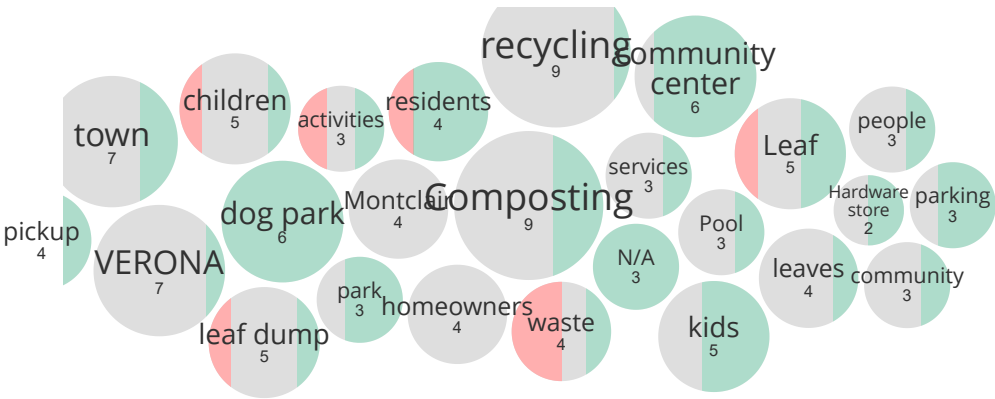 recycling
9
community
center
6
children
5
residents
4
activities
3
town
7
people
3
Leaf
5
services
3
Hardware
store
2
parking
3
Montclair
4
Composting
9
dog park
6
Pool
3
pickup
4
VERONA
7
N/A
3
leaves
4
community
3
park
3
homeowners
4
waste
4
kids
5
leaf dump
5